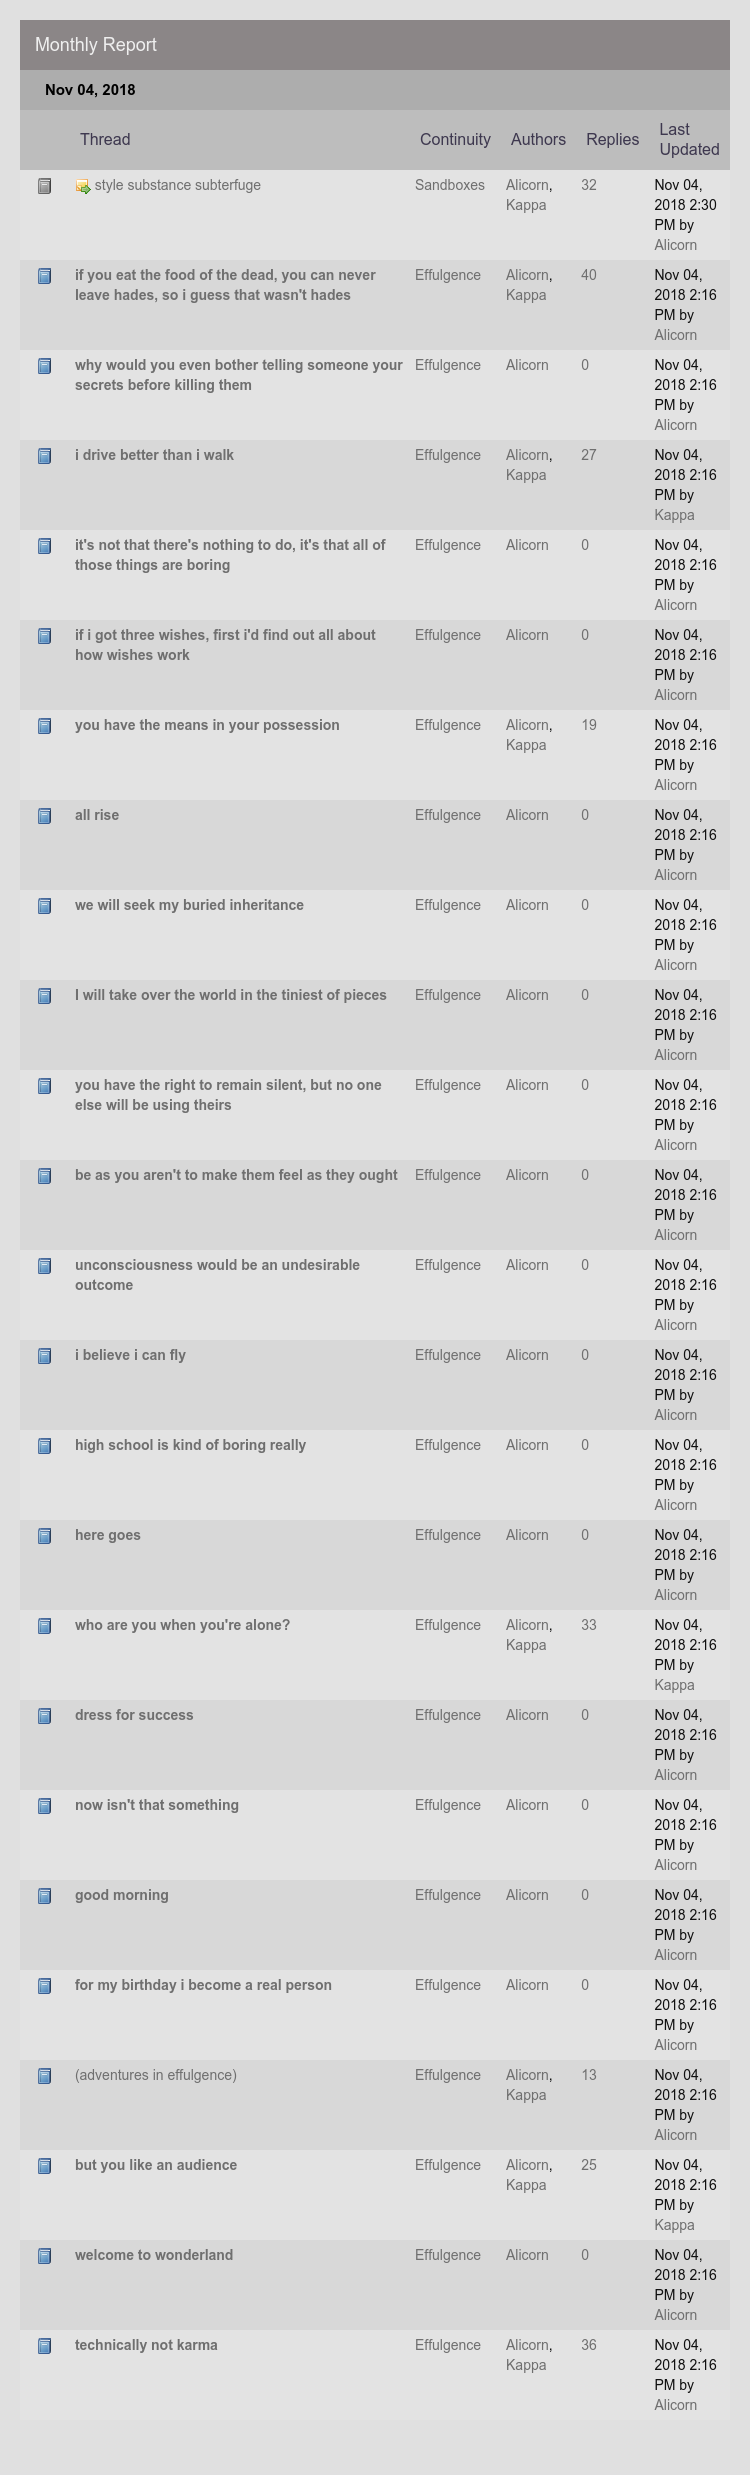 Monthly Report
Nov 04, 2018
Thread Continuity Authors Replies Last
Updated
style substance subterfuge Sandboxes Alicorn, 32 Nov 04,
Kappa 2018 2:30
PM by
Alicorn
if you eat the food of the dead, you can never Effulgence Alicorn, 40 Nov 04,
leave hades, so i guess that wasn't hades Kappa 2018 2:16
PM by
Alicorn
why would you even bother telling someone your Effulgence Alicorn 0 Nov 04,
secrets before killing them 2018 2:16
PM by
Alicorn
i drive better than i walk Effulgence Alicorn, 27 Nov 04,
Kappa 2018 2:16
PM by
Kappa
it's not that there's nothing to do, it's that all of Effulgence Alicorn 0 Nov 04,
those things are boring 2018 2:16
PM by
Alicorn
if i got three wishes, first i'd find out all about Effulgence Alicorn 0 Nov 04,
how wishes work 2018 2:16
PM by
Alicorn
you have the means in your possession Effulgence Alicorn, 19 Nov 04,
Kappa 2018 2:16
PM by
Alicorn
all rise Effulgence Alicorn 0 Nov 04,
2018 2:16
PM by
Alicorn
we will seek my buried inheritance Effulgence Alicorn 0 Nov 04,
2018 2:16
PM by
Alicorn
I will take over the world in the tiniest of pieces Effulgence Alicorn 0 Nov 04,
2018 2:16
PM by
Alicorn
you have the right to remain silent, but no one Effulgence Alicorn 0 Nov 04,
else will be using theirs 2018 2:16
PM by
Alicorn
be as you aren't to make them feel as they ought Effulgence Alicorn 0 Nov 04,
2018 2:16
PM by
Alicorn
unconsciousness would be an undesirable Effulgence Alicorn 0 Nov 04,
outcome 2018 2:16
PM by
Alicorn
i believe i can fly Effulgence Alicorn 0 Nov 04,
2018 2:16
PM by
Alicorn
high school is kind of boring really Effulgence Alicorn 0 Nov 04,
2018 2:16
PM by
Alicorn
here goes Effulgence Alicorn 0 Nov 04,
2018 2:16
PM by
Alicorn
who are you when you're alone? Effulgence Alicorn, 33 Nov 04,
Kappa 2018 2:16
PM by
Kappa
dress for success Effulgence Alicorn 0 Nov 04,
2018 2:16
PM by
Alicorn
now isn't that something Effulgence Alicorn 0 Nov 04,
2018 2:16
PM by
Alicorn
good morning Effulgence Alicorn 0 Nov 04,
2018 2:16
PM by
Alicorn
for my birthday i become a real person Effulgence Alicorn 0 Nov 04,
2018 2:16
PM by
Alicorn
(adventures in effulgence) Effulgence Alicorn, 13 Nov 04,
Kappa 2018 2:16
PM by
Alicorn
but you like an audience Effulgence Alicorn, 25 Nov 04,
Kappa 2018 2:16
PM by
Kappa
welcome to wonderland Effulgence Alicorn 0 Nov 04,
2018 2:16
PM by
Alicorn
technically not karma Effulgence Alicorn, 36 Nov 04,
Kappa 2018 2:16
PM by
Alicorn